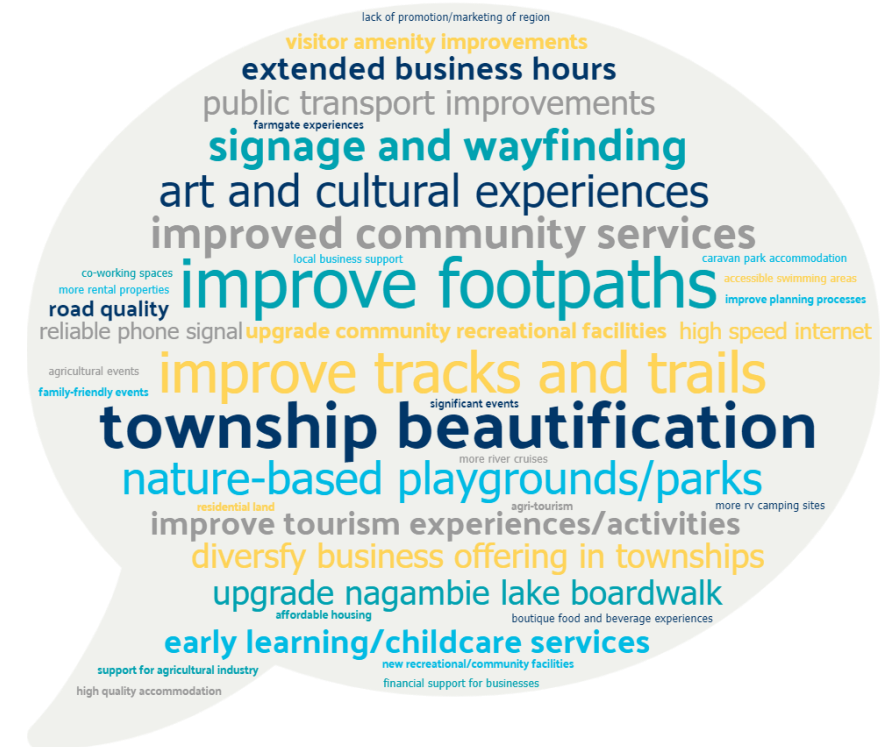 lack of promotion/marketing of region
visitor amenity improvements
extended business hours
public transport improvements
farmgate experiences
signage and wayfinding
art and cultural experiences
improved community services
local business support
caravan park accommodation
co-working spaces
improve footpaths
accessible swimming areas
more rental properties
improve planning processes
road quality
reliable phone signal
upgrade community recreational facilities
high speed internet
agricultural events
improve tracks and trails
family-friendly events
significant events
township beautification
more river cruises
nature-based playgrounds/parks
residential land
agri-tourism
more rv camping sites
improve tourism experiences/activities
diversfy business offering in townships
upgrade nagambie lake boardwalk
affordable housing
boutique food and beverage experiences
early learning/childcare services
new recreational/community facilities
support for agricultural industry
financial support for businesses
high quality accommodation